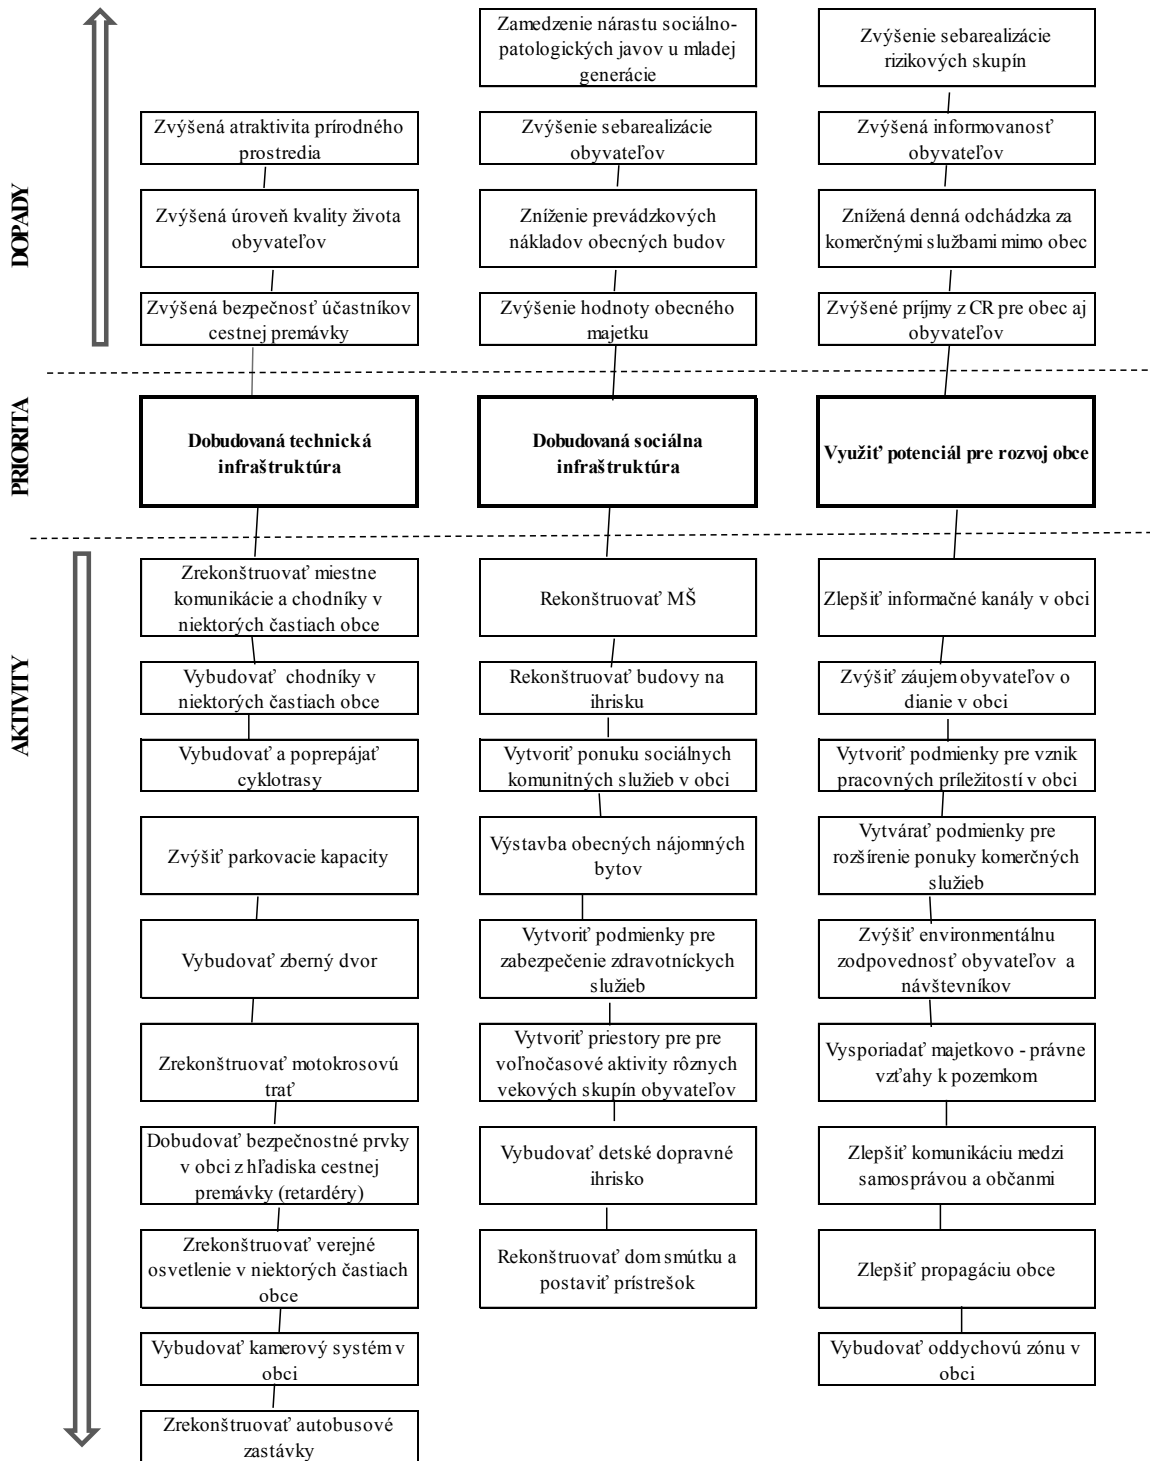 DOPADY
Zvýšená atraktivita prírodného
prostredia
Zvýšená úroveň kvality života
obyvateľov
Zvýšená bezpečnosť účastníkov
cestnej premávky
Zamedzenie nárastu sociálno-
patologických javov u mladej
generácie
Zvýšenie sebarealizácie
obyvateľov
Zníženie prevádzkových
nákladov obecných budov
Zvýšenie hodnoty obecného
majetku
Zvýšenie sebarealizácie
rizikových skupín
Zvýšená informovanosť
obyvateľov
Znížená denná odchádzka za
komerčnými službami mimo obec
Zvýšené príjmy z CR pre obec aj
obyvateľov
PRIORITA
Dobudovaná technická
infraštruktúra
Dobudovaná sociálna
infraštruktúra
Využiť potenciál pre rozvoj obce
AKTIVITY
Zrekonštruovať miestne
komunikácie a chodníky v
niektorých častiach obce
Vybudovať chodníky v
niektorých častiach obce
Vybudovať a poprepájať
cyklotrasy
Zvýšiť parkovacie kapacity
Vybudovať zberný dvor
Zrekonštruovať motokrosovú
trať
Dobudovať bezpečnostné prvky
v obci z hľadiska cestnej
premávky (retardéry)
Zrekonštruovať verejné
osvetlenie v niektorých častiach
obce
Vybudovať kamerový systém v
obci
Zrekonštruovať autobusové
zastávky
Rekonštruovať MŠ
Rekonštruovať budovy na
ihrisku
Vytvoriť ponuku sociálnych
komunitných služieb v obci
Výstavba obecných nájomných
bytov
Vytvoriť podmienky pre
zabezpečenie zdravotníckych
služieb
Vytvoriť priestory pre pre
voľnočasové aktivity rôznych
vekových skupín obyvateľov
Vybudovať detské dopravné
ihrisko
Rekonštruovať dom smútku a
postaviť prístrešok
Zlepšiť informačné kanály v obci
Zvýšiť záujem obyvateľov o
dianie v obci
Vytvoriť podmienky pre vznik
pracovných príležitostí v obci
Vytvárať podmienky pre
rozšírenie ponuky komerčných
služieb
Zvýšiť environmentálnu
zodpovednosť obyvateľov a
návštevníkov
Vysporiadať majetkovo - právne
vzťahy k pozemkom
Zlepšiť komunikáciu medzi
samosprávou a občanmi
Zlepšiť propagáciu obce
Vybudovať oddychovú zónu v
obci